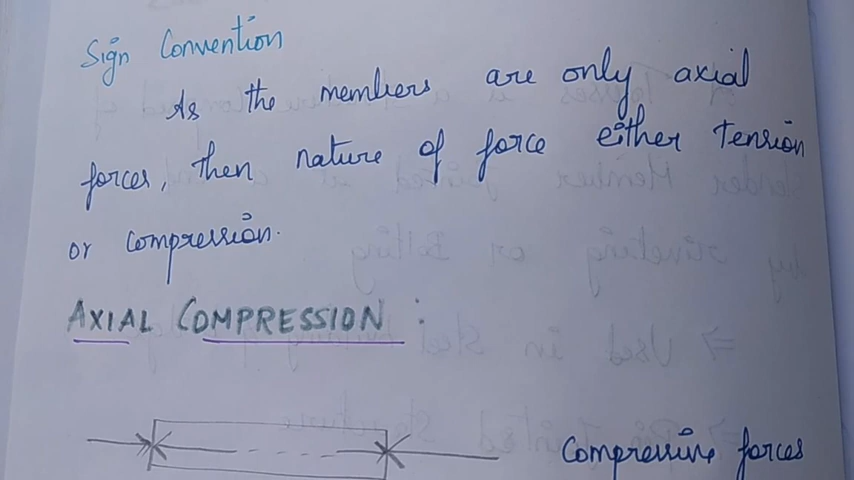 Sign Convention
As the members are only axial
forces, then nature of force either tension
or compression.
AXIAL COMPRESSION :
Compressive forces